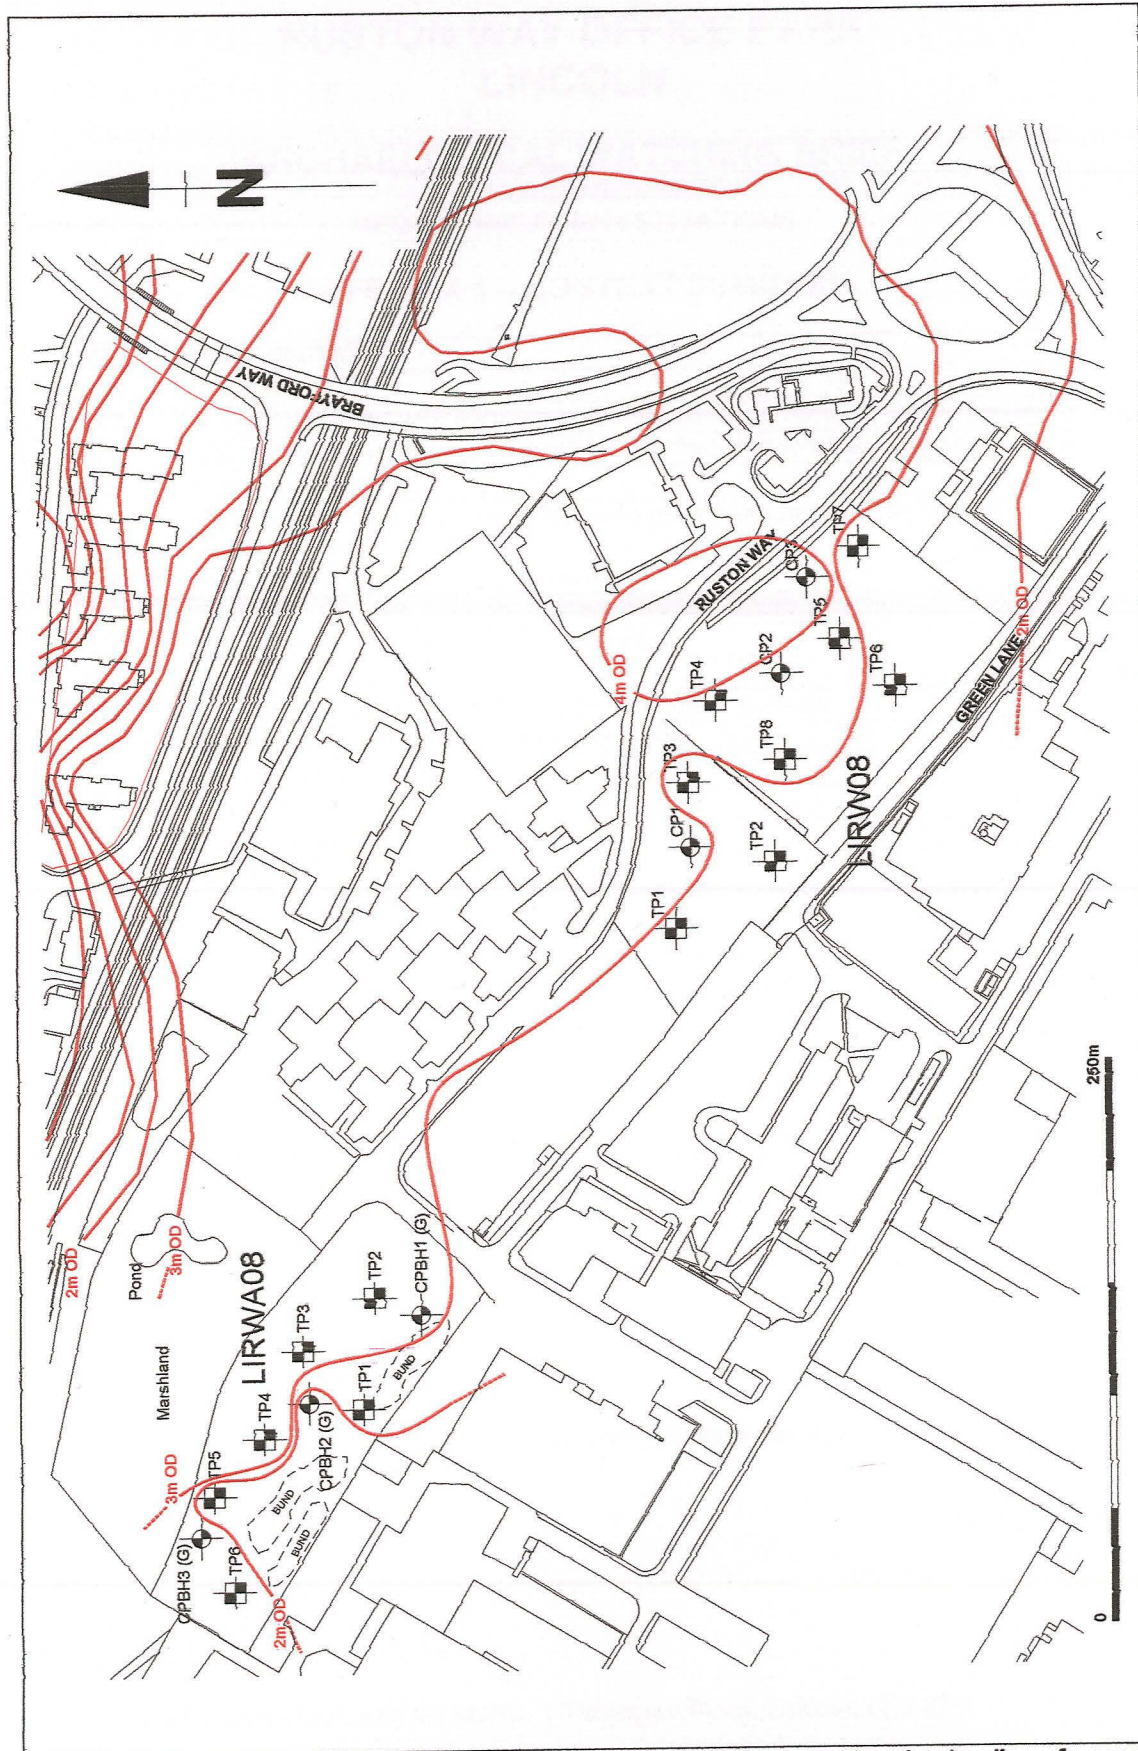 N
BRAYFORD WAY
2m OD
Pond
3m OD
Marshland
LIRWA08
3m OD
TP5
TP4
TP3
TP2
CPBH1 (G)
TP1
BUND
CPBH2 (G)
BUND
BUND
CPBH3 (G)
TP6
2m OD
4m OD
RUSTON WAY
CP3
TP7
TP5
CP2
TP4
TP6
TP8
TP3
CP1
TP2
TP1
LIRW08
GREEN LANE
2m OD
0
250m